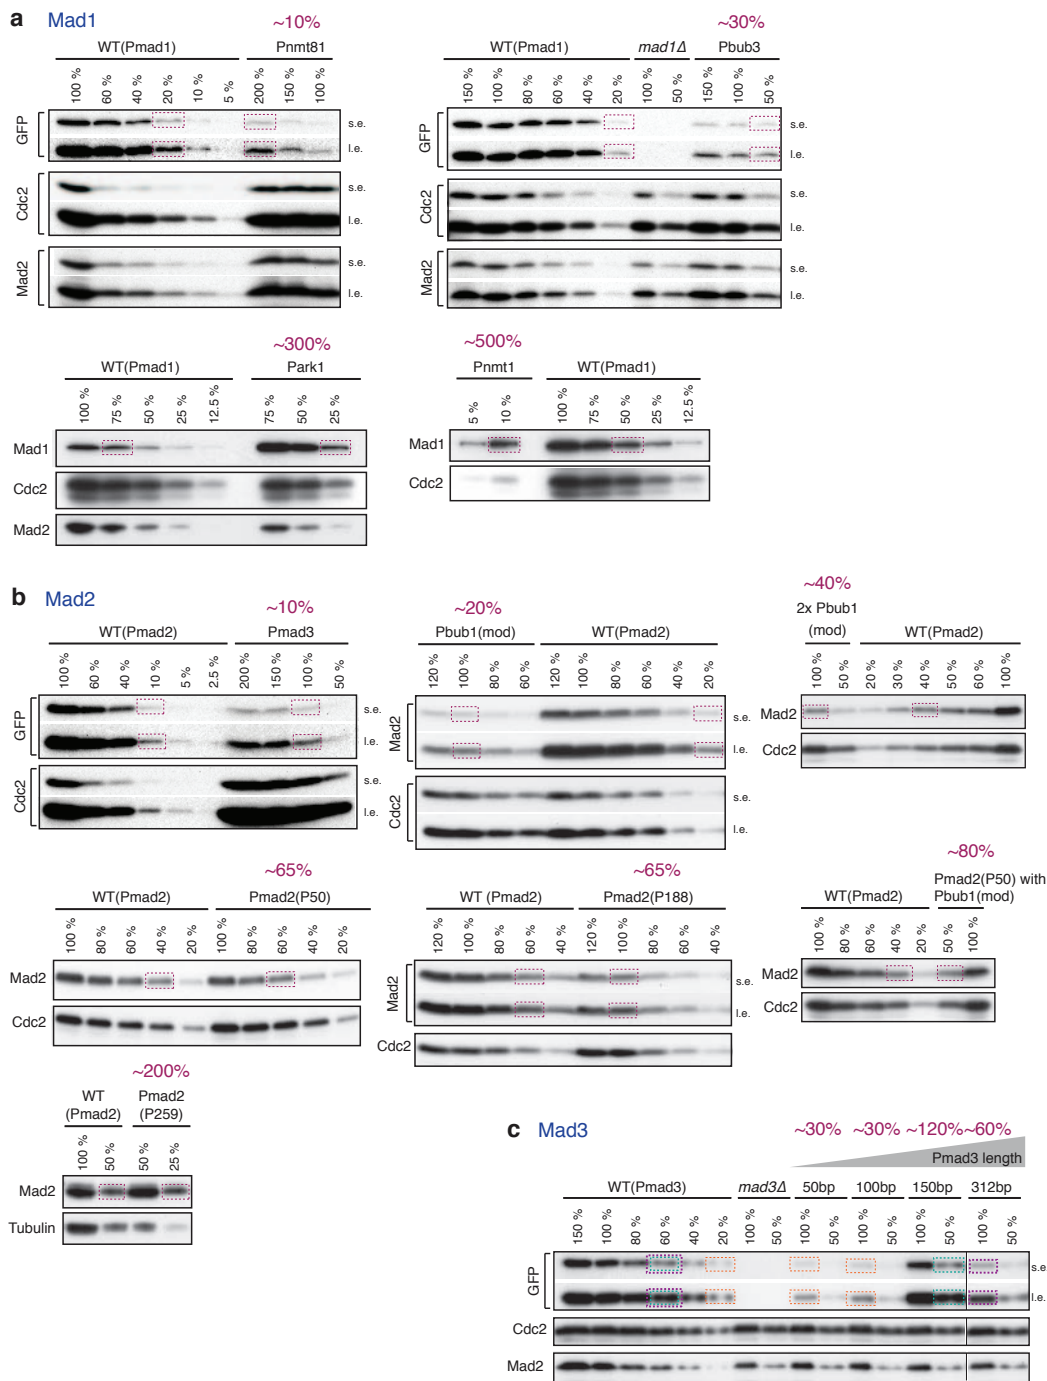 a Mad1
~10%
WT(Pmad1) Pnmt81
100 % 60 % 40 % 20 % 10 % 5 % 200 % 150 % 100 %
GFP s.e.
l.e.
Cdc2 s.e.
l.e.
Mad2 s.e.
l.e.
~30%
WT(Pmad1) mad1Δ Pbub3
150 % 100 % 80 % 60 % 40 % 20 % 100 % 50 % 150 % 100 % 50 %
GFP s.e.
l.e.
Cdc2 s.e.
l.e.
Mad2 s.e.
l.e.
~300%
WT(Pmad1) Park1
100 % 75 % 50 % 25 % 12.5 % 75 % 50 % 25 %
Mad1
Cdc2
Mad2
~500%
Pnmt1 WT(Pmad1)
5 % 10 % 100 % 75 % 50 % 25 % 12.5 %
Mad1
Cdc2
b Mad2
~10%
WT(Pmad2) Pmad3
100 % 60 % 40 % 10 % 5 % 2.5 % 200 % 150 % 100 % 50 %
GFP s.e.
l.e.
Cdc2 s.e.
l.e.
~20%
Pbub1(mod) WT(Pmad2)
120 % 100 % 80 % 60 % 120 % 100 % 80 % 60 % 40 % 20 %
Mad2 s.e.
l.e.
Cdc2 s.e.
l.e.
~40%
2x Pbub1
(mod) WT(Pmad2)
100 % 50 % 20 % 30 % 40 % 50 % 60 % 100 %
Mad2
Cdc2
~65%
WT(Pmad2) Pmad2(P50)
100 % 80 % 60 % 40 % 20 % 100 % 80 % 60 % 40 % 20 %
Mad2
Cdc2
~65%
WT (Pmad2) Pmad2(P188)
120 % 100 % 80 % 60 % 40 % 120 % 100 % 80 % 60 % 40 %
Mad2 s.e.
l.e.
Cdc2
~80%
WT(Pmad2) Pmad2(P50) with
Pbub1(mod)
100 % 80 % 60 % 40 % 20 % 50 % 100 %
Mad2
Cdc2
~200%
WT Pmad2
(Pmad2) (P259)
100 % 50 % 50 % 25 %
Mad2
Tubulin
c Mad3
~30% ~30% ~120% ~60%
Pmad3 length
WT(Pmad3) mad3Δ 50bp 100bp 150bp 312bp
150 % 100 % 80 % 60 % 40 % 20 % 100 % 50 % 100 % 50 % 100 % 50 % 100 % 50 % 100 % 50 %
GFP s.e
l.e.
Cdc2
Mad2